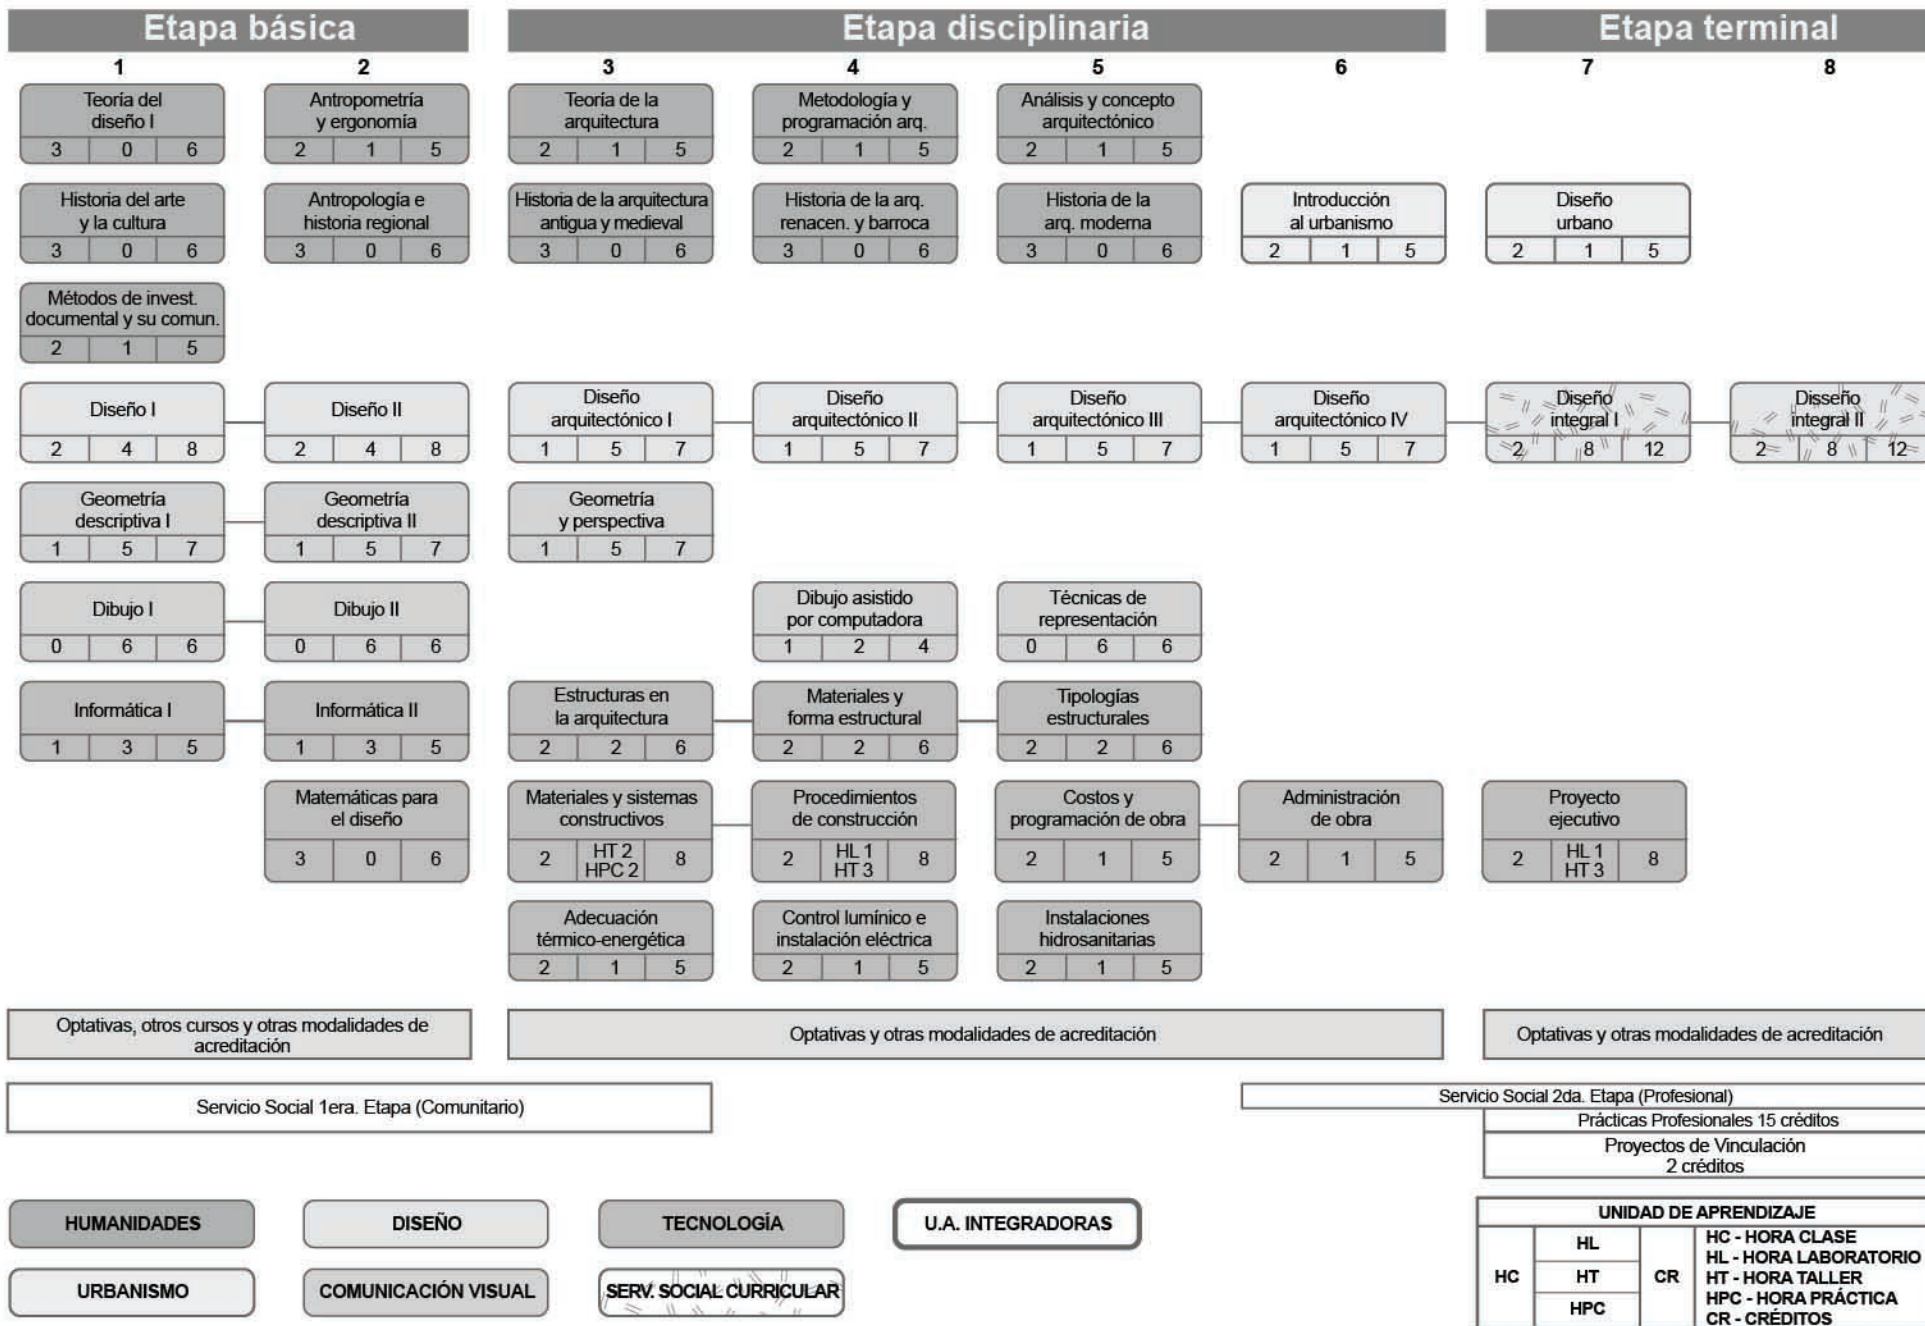 Etapa básica
Etapa disciplinaria
Etapa terminal
1 2 3 4 5 6 7 8
Teoría del
diseño I
3 0 6
Antropometría
y ergonomía
2 1 5
Teoría de la
arquitectura
2 1 5
Metodología y
programación arq.
2 1 5
Análisis y concepto
arquitectónico
2 1 5
Historia del arte
y la cultura
3 0 6
Antropología e
historia regional
3 0 6
Historia de la arquitectura
antigua y medieval
3 0 6
Historia de la arq.
renacen. y barroca
3 0 6
Historia de la
arq. moderna
3 0 6
Introducción
al urbanismo
2 1 5
Diseño
urbano
2 1 5
Métodos de invest.
documental y su comun.
2 1 5
Diseño I
2 4 8
Diseño II
2 4 8
Diseño
arquitectónico I
1 5 7
Diseño
arquitectónico II
1 5 7
Diseño
arquitectónico III
1 5 7
Diseño
arquitectónico IV
1 5 7
Diseño
integral I
2 8 12
Disseño
integral II
2 8 12
Geometría
descriptiva I
1 5 7
Geometría
descriptiva II
1 5 7
Geometría
y perspectiva
1 5 7
Dibujo I
0 6 6
Dibujo II
0 6 6
Dibujo asistido
por computadora
1 2 4
Técnicas de
representación
0 6 6
Informática I
1 3 5
Informática II
1 3 5
Estructuras en
la arquitectura
2 2 6
Materiales y
forma estructural
2 2 6
Tipologías
estructurales
2 2 6
Matemáticas para
el diseño
3 0 6
Materiales y sistemas
constructivos
2 HT 2 8
HPC 2
Procedimientos
de construcción
2 HL 1 8
HT 3
Costos y
programación de obra
2 1 5
Administración
de obra
2 1 5
Proyecto
ejecutivo
2 HL 1 8
HT 3
Adecuación
térmico-energética
2 1 5
Control lumínico e
instalación eléctrica
2 1 5
Instalaciones
hidrosanitarias
2 1 5
Optativas, otros cursos y otras modalidades de
acreditación
Optativas y otras modalidades de acreditación
Optativas y otras modalidades de acreditación
Servicio Social 1era. Etapa (Comunitario)
Servicio Social 2da. Etapa (Profesional)
Prácticas Profesionales 15 créditos
Proyectos de Vinculación
2 créditos
HUMANIDADES
DISEÑO
TECNOLOGÍA
U.A. INTEGRADORAS
URBANISMO
COMUNICACIÓN VISUAL
SERV. SOCIAL CURRICULAR
UNIDAD DE APRENDIZAJE
HC
HL
HT
HPC
CR
HC - HORA CLASE
HL - HORA LABORATORIO
HT - HORA TALLER
HPC - HORA PRÁCTICA
CR - CRÉDITOS